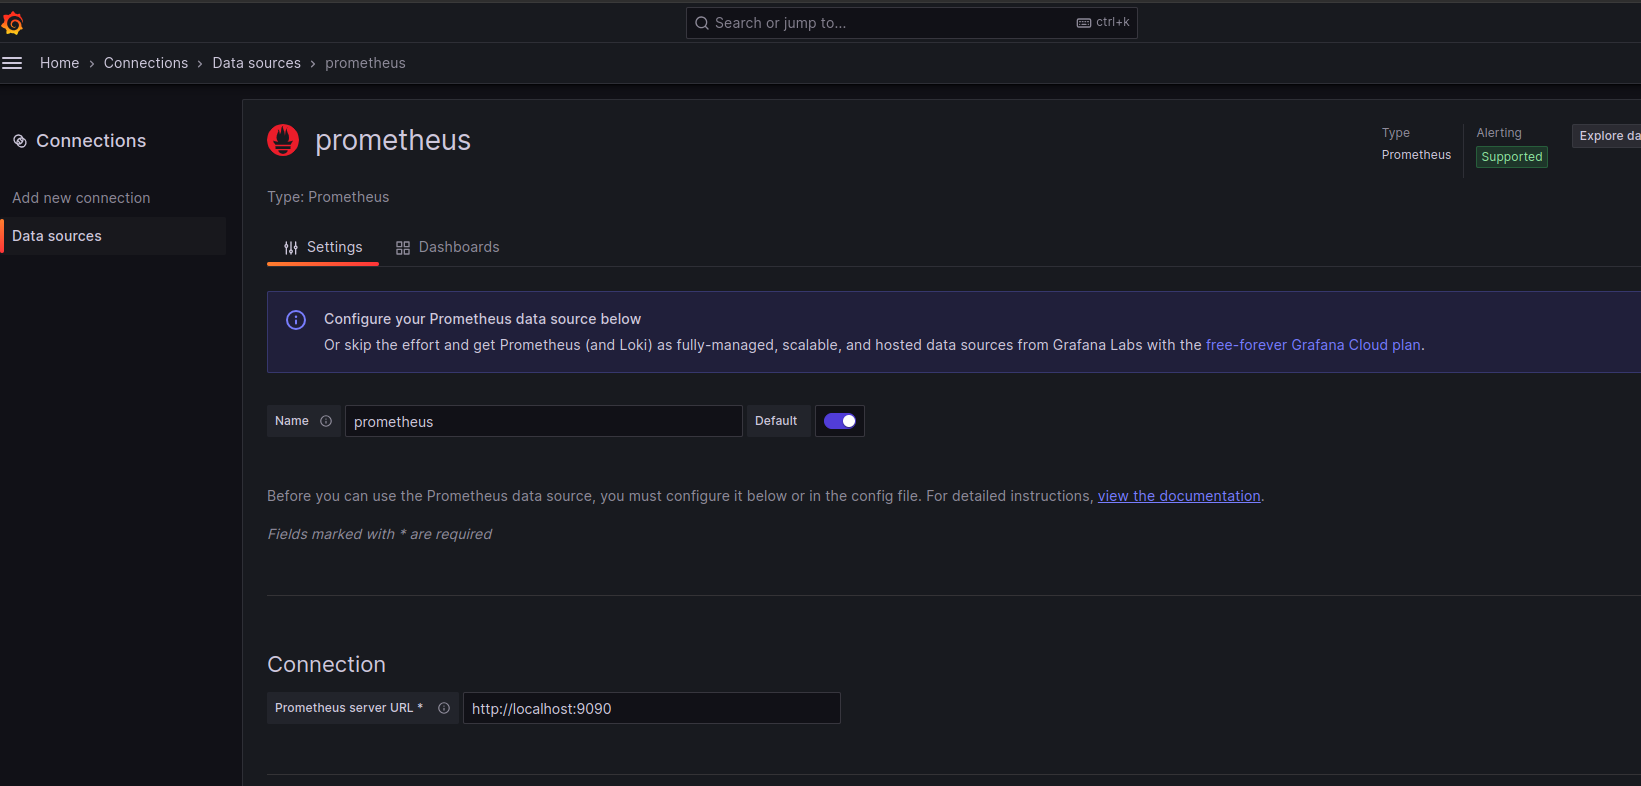 Search or jump to...
ctrl+k
Home › Connections › Data sources › prometheus
Connections
Add new connection
Data sources
prometheus
Type
Prometheus
Alerting
Supported
Explore da
Type: Prometheus
Settings
Dashboards
Configure your Prometheus data source below
Or skip the effort and get Prometheus (and Loki) as fully-managed, scalable, and hosted data sources from Grafana Labs with the free-forever Grafana Cloud plan.
Name
prometheus
Default
Before you can use the Prometheus data source, you must configure it below or in the config file. For detailed instructions, view the documentation.
Fields marked with * are required
Connection
Prometheus server URL *
http://localhost:9090